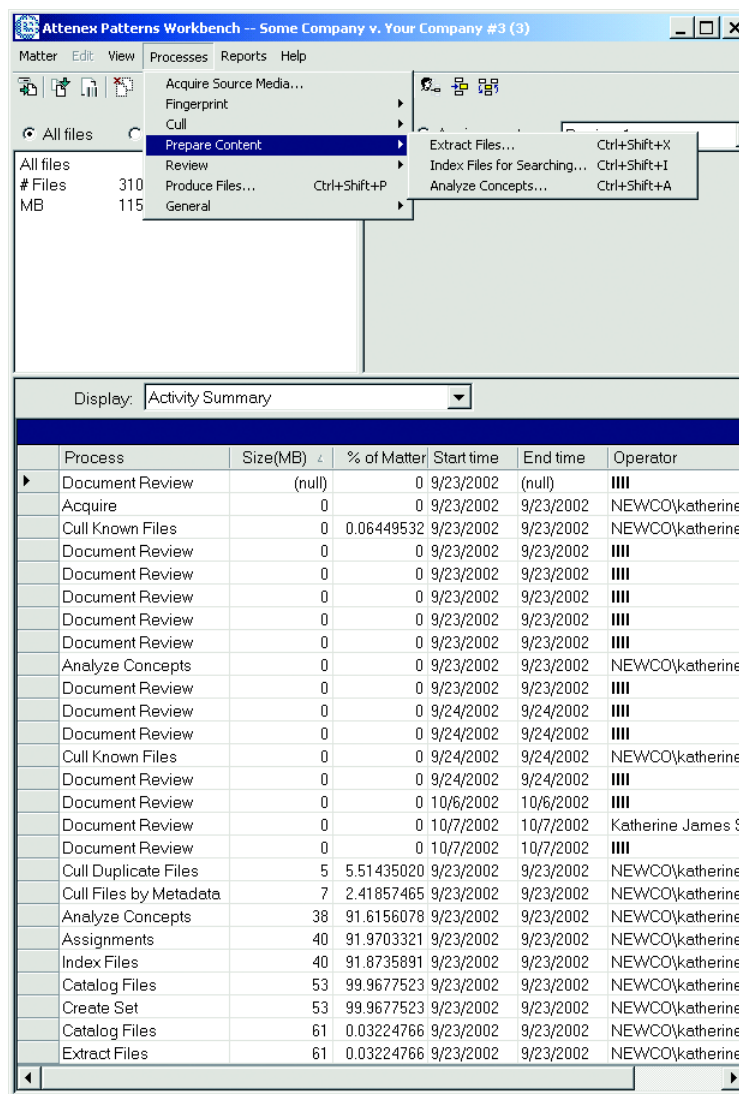 Attenex Patterns Workbench -- Some Company v. Your Company #3 (3)
Matter Edit View Processes Reports Help
Acquire Source Media...
Fingerprint
Cull
Prepare Content
Review
Produce Files... Ctrl+Shift+P
General
Extract Files... Ctrl+Shift+X
Index Files for Searching... Ctrl+Shift+I
Analyze Concepts... Ctrl+Shift+A
All files
All files
# Files 310
MB 115
Display: Activity Summary
Process Size(MB) % of Matter Start time End time Operator
Document Review (null) 0 9/23/2002 (null) IIII
Acquire 0 0 9/23/2002 9/23/2002 NEWCO\katherine
Cull Known Files 0 0.06449532 9/23/2002 9/23/2002 NEWCO\katherine
Document Review 0 0 9/23/2002 9/23/2002 IIII
Document Review 0 0 9/23/2002 9/23/2002 IIII
Document Review 0 0 9/23/2002 9/23/2002 IIII
Document Review 0 0 9/23/2002 9/23/2002 IIII
Document Review 0 0 9/23/2002 9/23/2002 IIII
Analyze Concepts 0 0 9/23/2002 9/23/2002 NEWCO\katherine
Document Review 0 0 9/23/2002 9/23/2002 IIII
Document Review 0 0 9/24/2002 9/24/2002 IIII
Document Review 0 0 9/24/2002 9/24/2002 IIII
Cull Known Files 0 0 9/24/2002 9/24/2002 NEWCO\katherine
Document Review 0 0 9/24/2002 9/24/2002 IIII
Document Review 0 0 10/6/2002 10/6/2002 IIII
Document Review 0 0 10/7/2002 10/7/2002 Katherine James S
Document Review 0 0 10/7/2002 10/7/2002 IIII
Cull Duplicate Files 5 5.51435020 9/23/2002 9/23/2002 NEWCO\katherine
Cull Files by Metadata 7 2.41857465 9/23/2002 9/23/2002 NEWCO\katherine
Analyze Concepts 38 91.6156078 9/23/2002 9/23/2002 NEWCO\katherine
Assignments 40 91.9703321 9/23/2002 9/23/2002 NEWCO\katherine
Index Files 40 91.8735891 9/23/2002 9/23/2002 NEWCO\katherine
Catalog Files 53 99.9677523 9/23/2002 9/23/2002 NEWCO\katherine
Create Set 53 99.9677523 9/23/2002 9/23/2002 NEWCO\katherine
Catalog Files 61 0.03224766 9/23/2002 9/23/2002 NEWCO\katherine
Extract Files 61 0.03224766 9/23/2002 9/23/2002 NEWCO\katherine